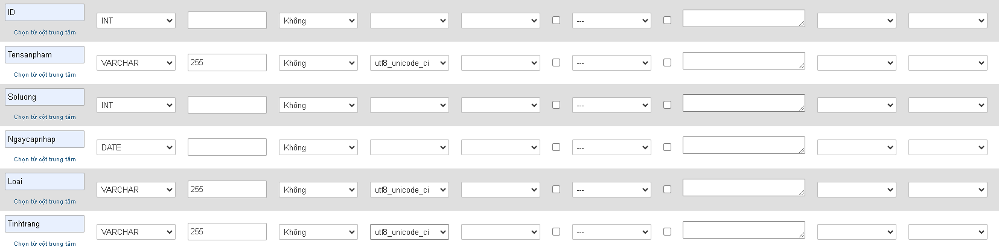 ID
INT Không ---
Chọn từ cột trung tâm
Tensanpham
VARCHAR 255 Không utf8_unicode_ci ---
Chọn từ cột trung tâm
Soluong
INT Không ---
Chọn từ cột trung tâm
Ngaycapnhap
DATE Không ---
Chọn từ cột trung tâm
Loai
VARCHAR 255 Không utf8_unicode_ci ---
Chọn từ cột trung tâm
Tinhtrang
VARCHAR 255 Không utf8_unicode_ci ---
Chọn từ cột trung tâm